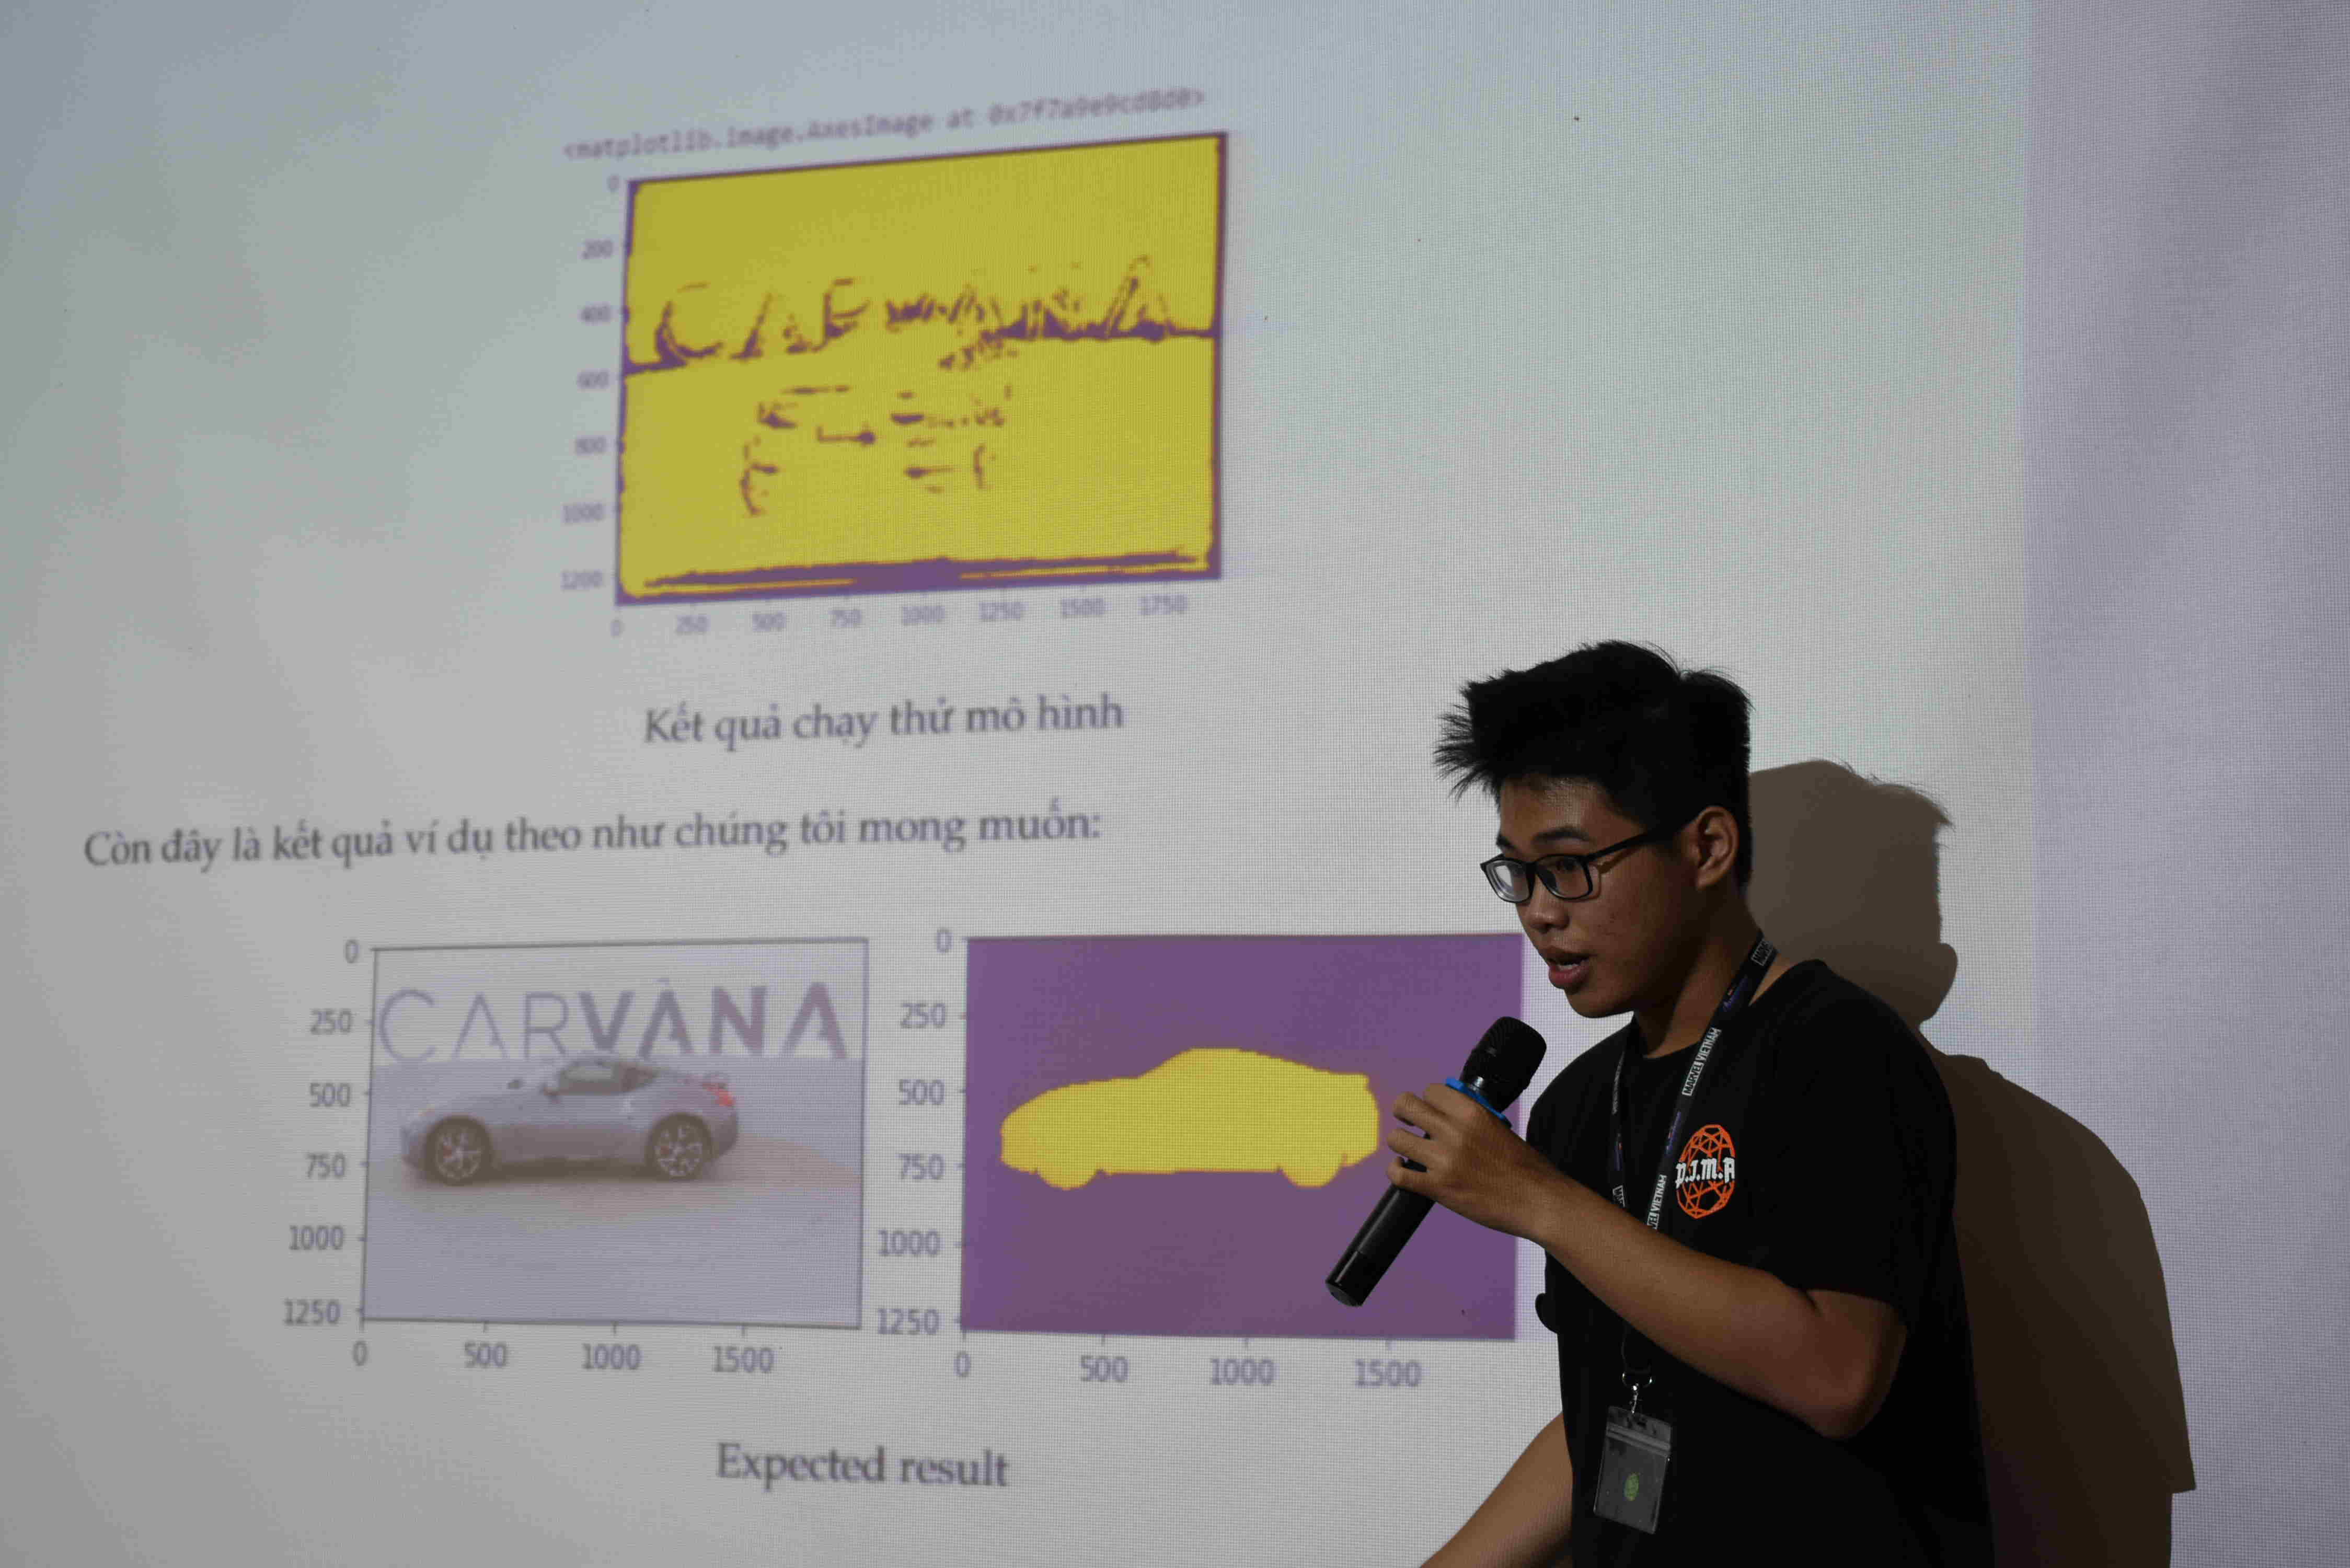 <matplotlib.image.AxesImage at 0x7f7a9e9cd8d0>
0
200
400
600
800
1000
1200
0 250 500 750 1000 1250 1500 1750
Kết quả chạy thử mô hình
Còn đây là kết quả ví dụ theo như chúng tôi mong muốn:
0
250
500
750
1000
1250
0 500 1000 1500
CARVANA
0
250
500
750
1000
1250
0 500 1000 1500
Expected result
MARVEL VIETNAM
VIETNAM
P.I.M.A